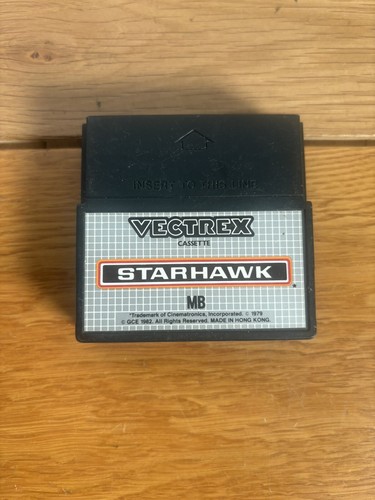 INSERT TO THIS LINE
VECTREX
CASSETTE
STARHAWK
MB
*Trademark of Cinematronics, Incorporated. © 1979
© GCE 1982. All Rights Reserved. MADE IN HONG KONG.